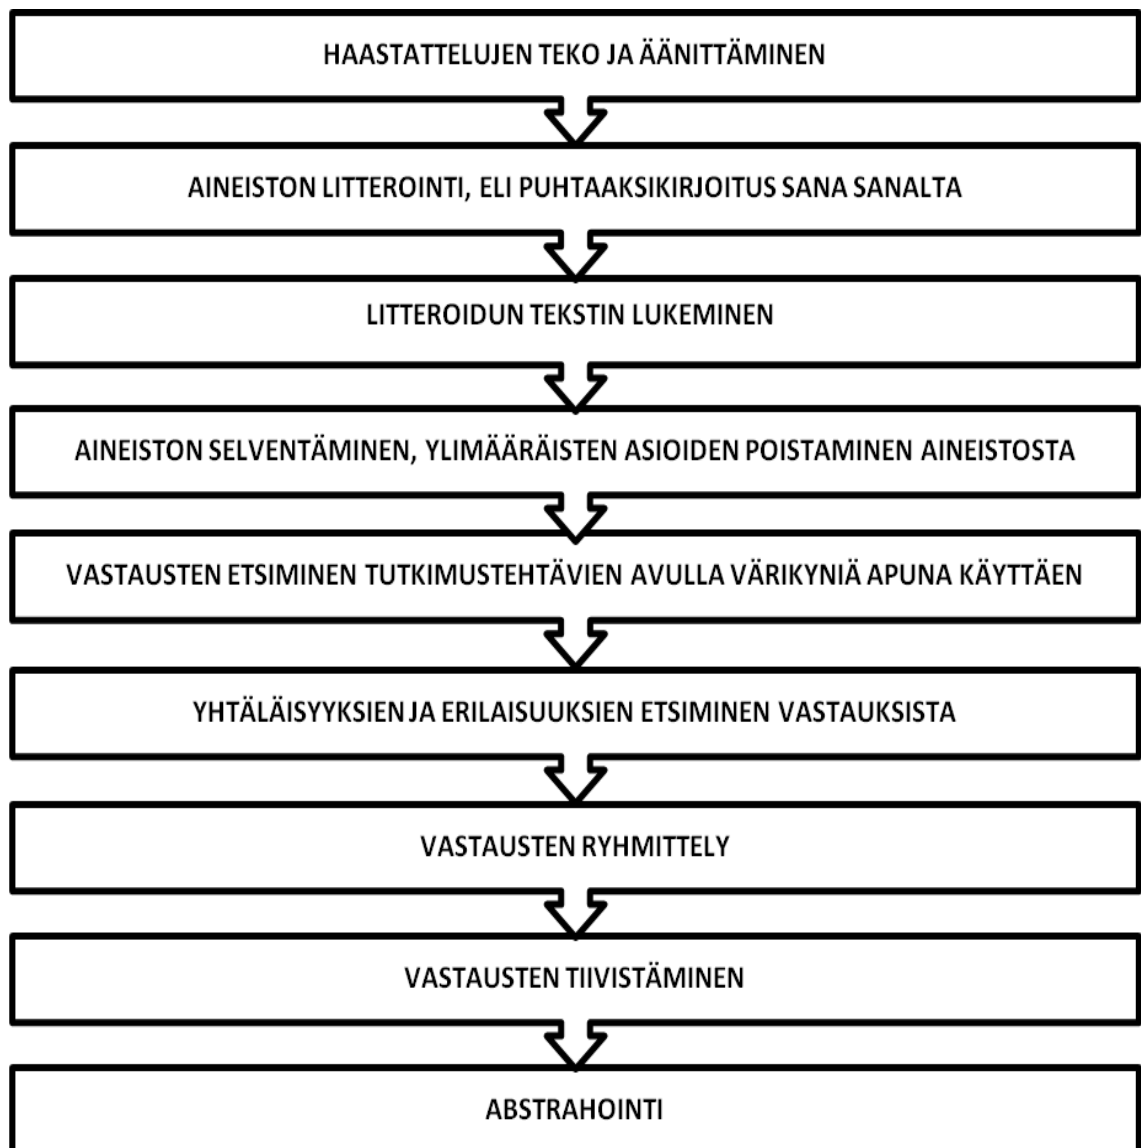 HAASTATTELUJEN TEKO JA ÄÄNITTÄMINEN
AINEISTON LITTEROINTI, ELI PUHTAAKSIKIRJOITUS SANA SANALTA
LITTEROIDUN TEKSTIN LUKEMINEN
AINEISTON SELVENTÄMINEN, YLIMÄÄRÄISTEN ASIOIDEN POISTAMINEN AINEISTOSTA
VASTAUSTEN ETSIMINEN TUTKIMUSTEHTÄVIEN AVULLA VÄRIKYNIÄ APUNA KÄYTTÄEN
YHTÄLÄISYYKSIEN JA ERILAISUUKSIEN ETSIMINEN VASTAUKSISTA
VASTAUSTEN RYHMITTELY
VASTAUSTEN TIIVISTÄMINEN
ABSTRAHOINTI